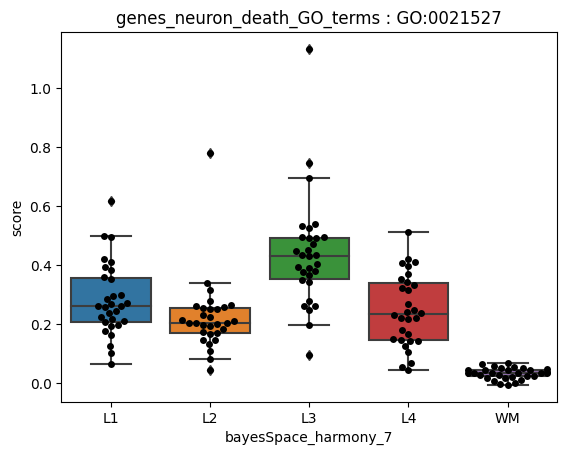 genes_neuron_death_GO_terms : GO:0021527
1.0
0.8
0.6
0.4
0.2
0.0
score
L1 L2 L3 L4 WM
bayesSpace_harmony_7